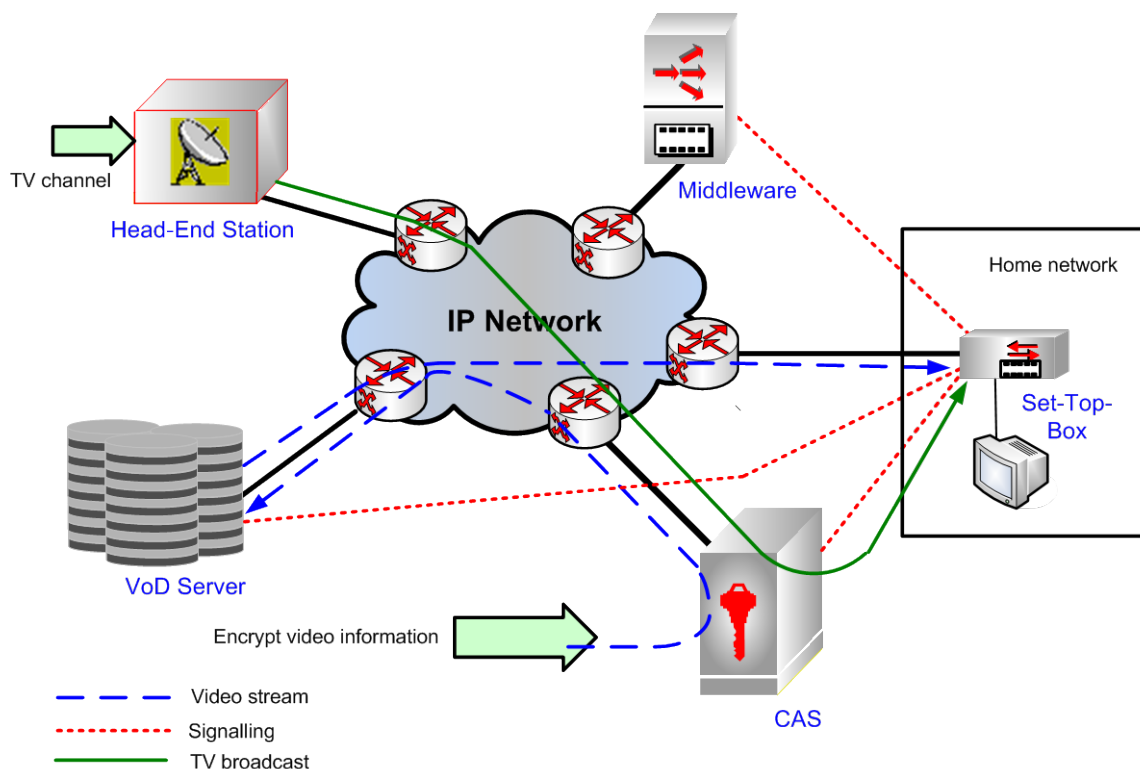 TV channel
Head-End Station
Middleware
Home network
IP Network
Set-Top-
Box
VoD Server
Encrypt video information
CAS
Video stream
Signalling
TV broadcast